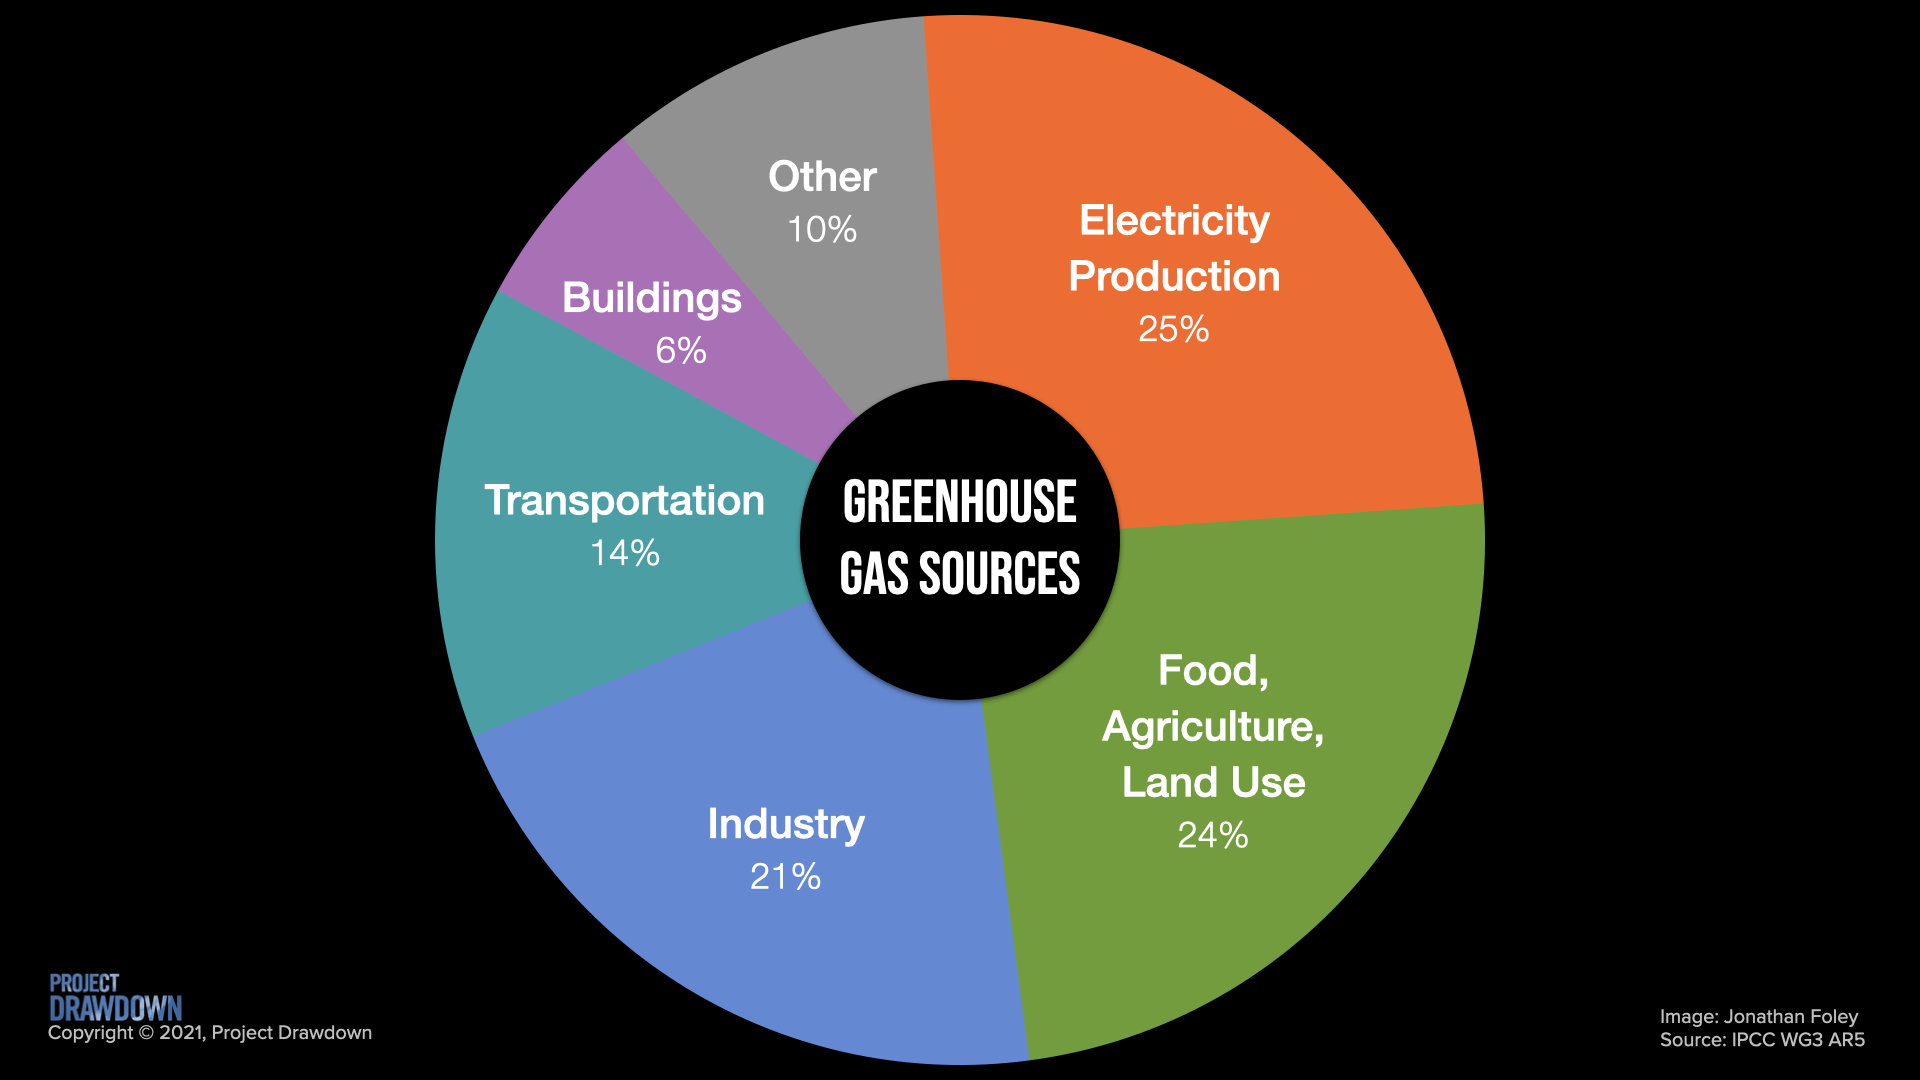 Other
10%
Electricity
Production
25%
Buildings
6%
Transportation
14%
GREENHOUSE
GAS SOURCES
Food,
Agriculture,
Land Use
24%
Industry
21%
PROJECT
DRAWDOWN
Copyright © 2021, Project Drawdown
Image: Jonathan Foley
Source: IPCC WG3 AR5